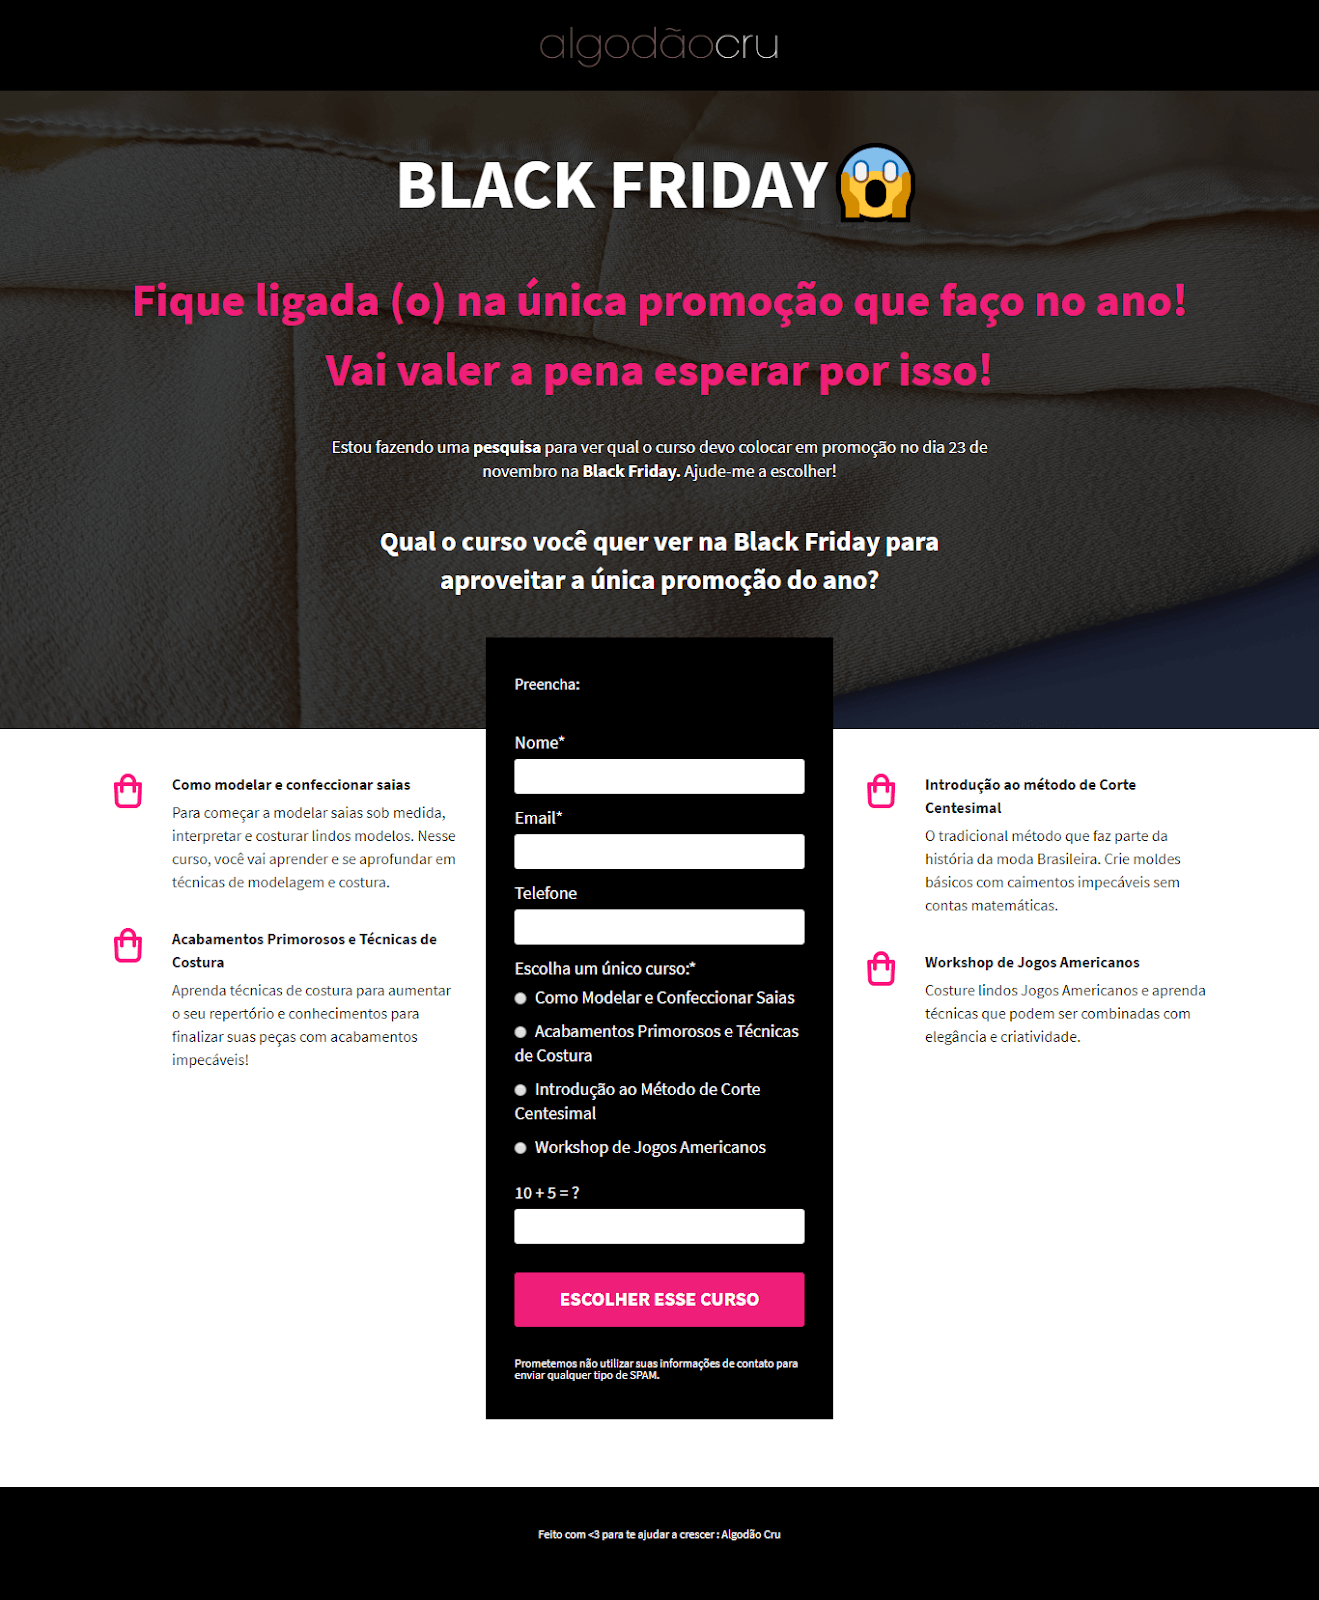 algodãocru
BLACK FRIDAY
Fique ligada (o) na única promoção que faço no ano!
Vai valer a pena esperar por isso!
Estou fazendo uma pesquisa para ver qual o curso devo colocar em promoção no dia 23 de
novembro na Black Friday. Ajude-me a escolher!
Qual o curso você quer ver na Black Friday para
aproveitar a única promoção do ano?
Como modelar e confeccionar saias
Para começar a modelar saias sob medida,
interpretar e costurar lindos modelos. Nesse
curso, você vai aprender e se aprofundar em
técnicas de modelagem e costura.
Acabamentos Primorosos e Técnicas de
Costura
Aprenda técnicas de costura para aumentar
o seu repertório e conhecimentos para
finalizar suas peças com acabamentos
impecáveis!
Preencha:
Nome*
Email*
Telefone
Escolha um único curso:*
Como Modelar e Confeccionar Saias
Acabamentos Primorosos e Técnicas
de Costura
Introdução ao Método de Corte
Centesimal
Workshop de Jogos Americanos
10 + 5 = ?
ESCOLHER ESSE CURSO
Prometemos não utilizar suas informações de contato para
enviar qualquer tipo de SPAM.
Introdução ao método de Corte
Centesimal
O tradicional método que faz parte da
história da moda Brasileira. Crie moldes
básicos com caimentos impecáveis sem
contas matemáticas.
Workshop de Jogos Americanos
Costure lindos Jogos Americanos e aprenda
técnicas que podem ser combinadas com
elegância e criatividade.
Feito com <3 para te ajudar a crescer : Algodão Cru